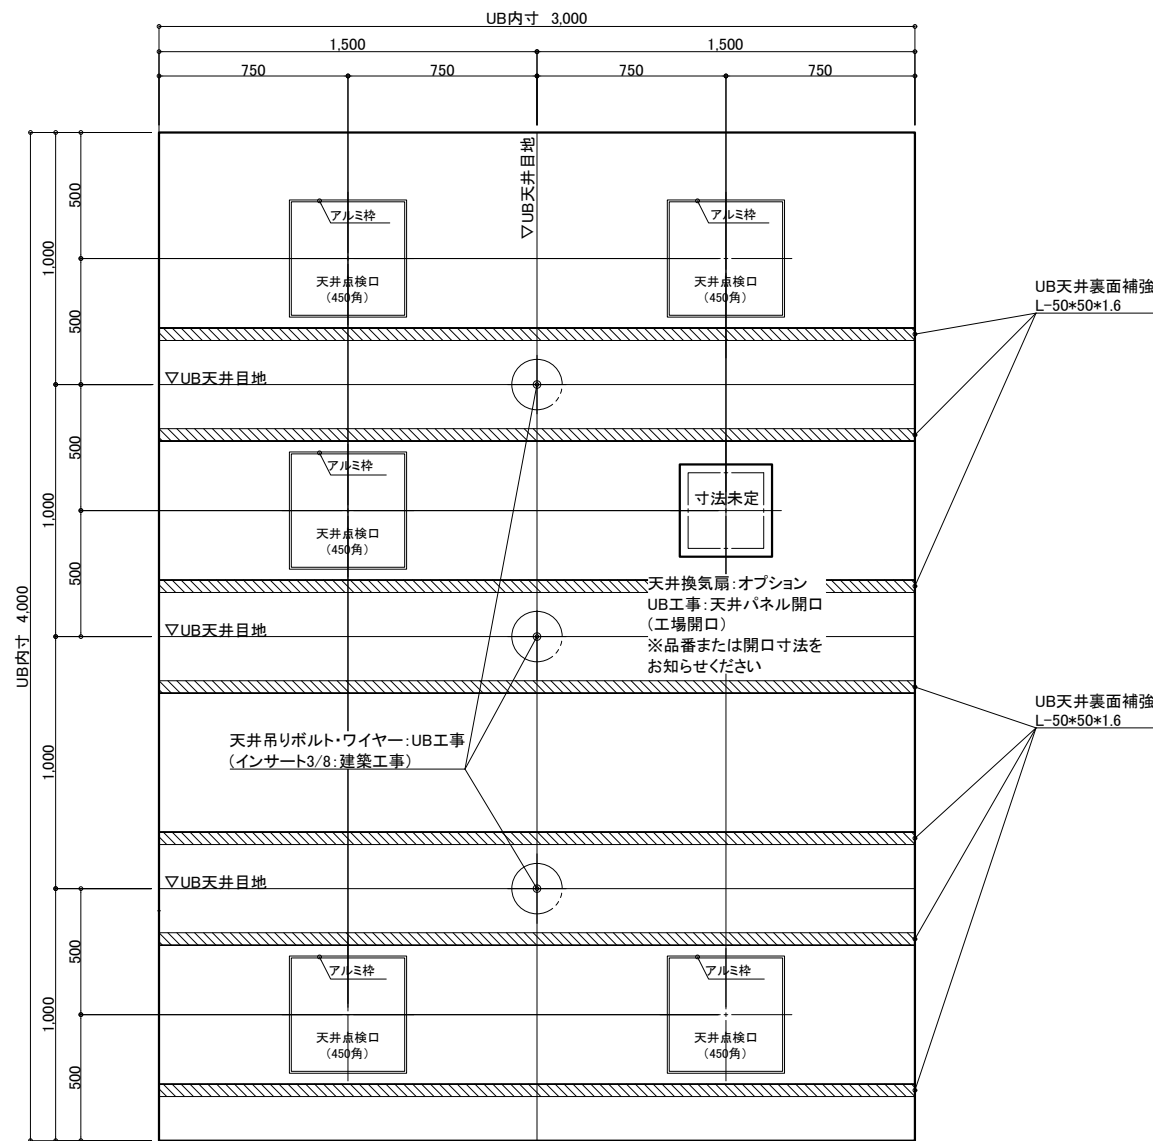 UB内寸 3,000
1,500
1,500
750
750
750
750
UB内寸 4,000
1,000
1,000
1,000
1,000
500
500
500
500
500
500
▽UB天井目地
アルミ枠
天井点検口
(450角)
アルミ枠
天井点検口
(450角)
UB天井裏面補強
L-50*50*1.6
▽UB天井目地
アルミ枠
天井点検口
(450角)
寸法未定
天井換気扇:オプション
UB工事:天井パネル開口
(工場開口)
※品番または開口寸法を
お知らせください
▽UB天井目地
UB天井裏面補強
L-50*50*1.6
天井吊りボルト・ワイヤー:UB工事
(インサート3/8:建築工事)
▽UB天井目地
アルミ枠
天井点検口
(450角)
アルミ枠
天井点検口
(450角)